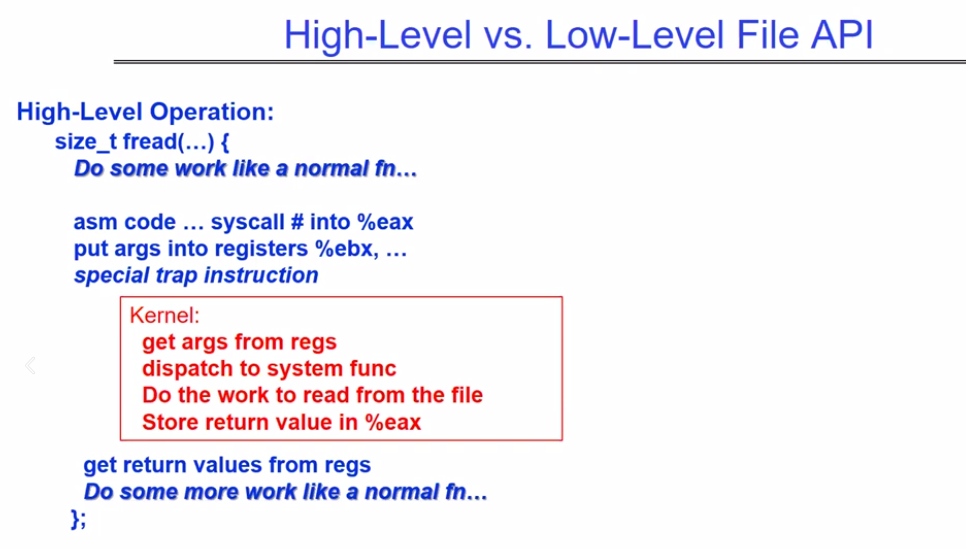 High-Level vs. Low-Level File API
High-Level Operation:
size_t fread(…) {
Do some work like a normal fn…
asm code … syscall # into %eax
put args into registers %ebx, …
special trap instruction
Kernel:
get args from regs
dispatch to system func
Do the work to read from the file
Store return value in %eax
get return values from regs
Do some more work like a normal fn…
};